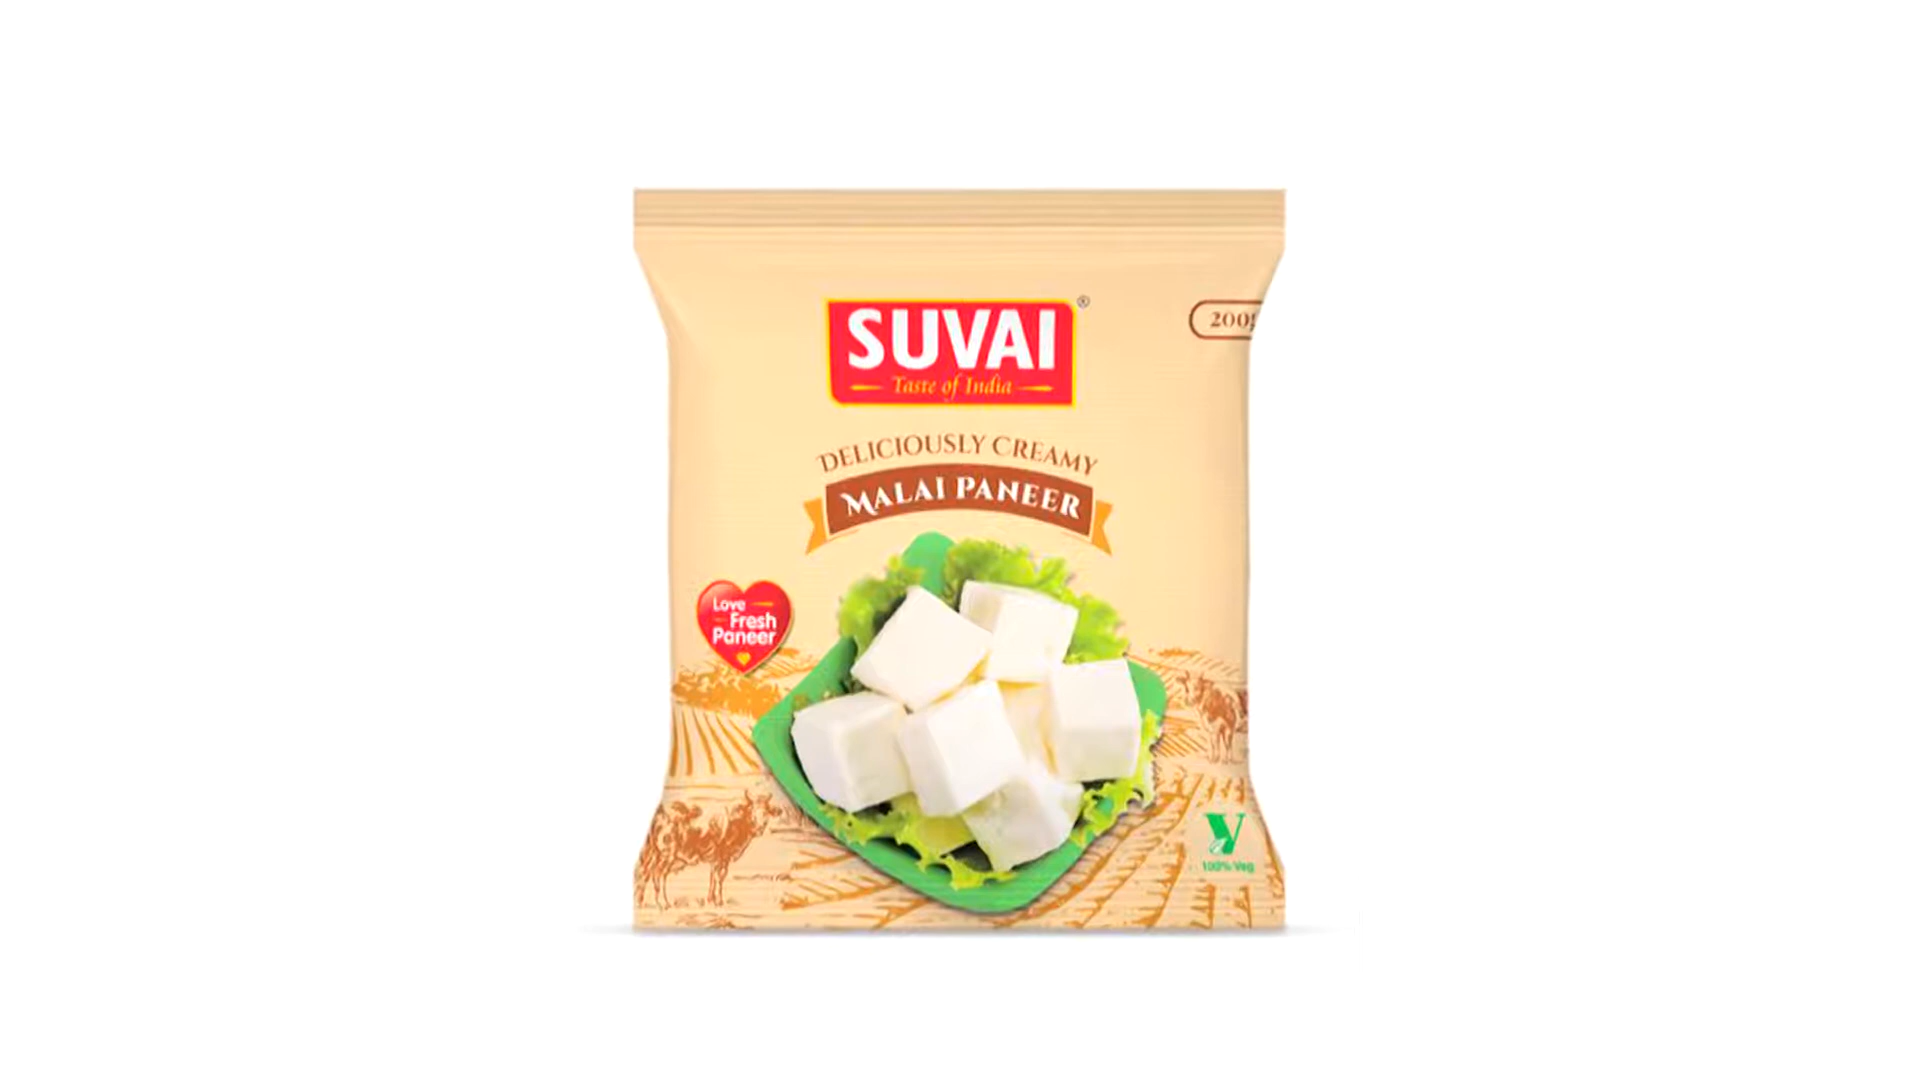 SUVAI
®
Taste of India
200g
DELICIOUSLY CREAMY
MALAI PANEER
Love
Fresh
Paneer
V
100% Veg